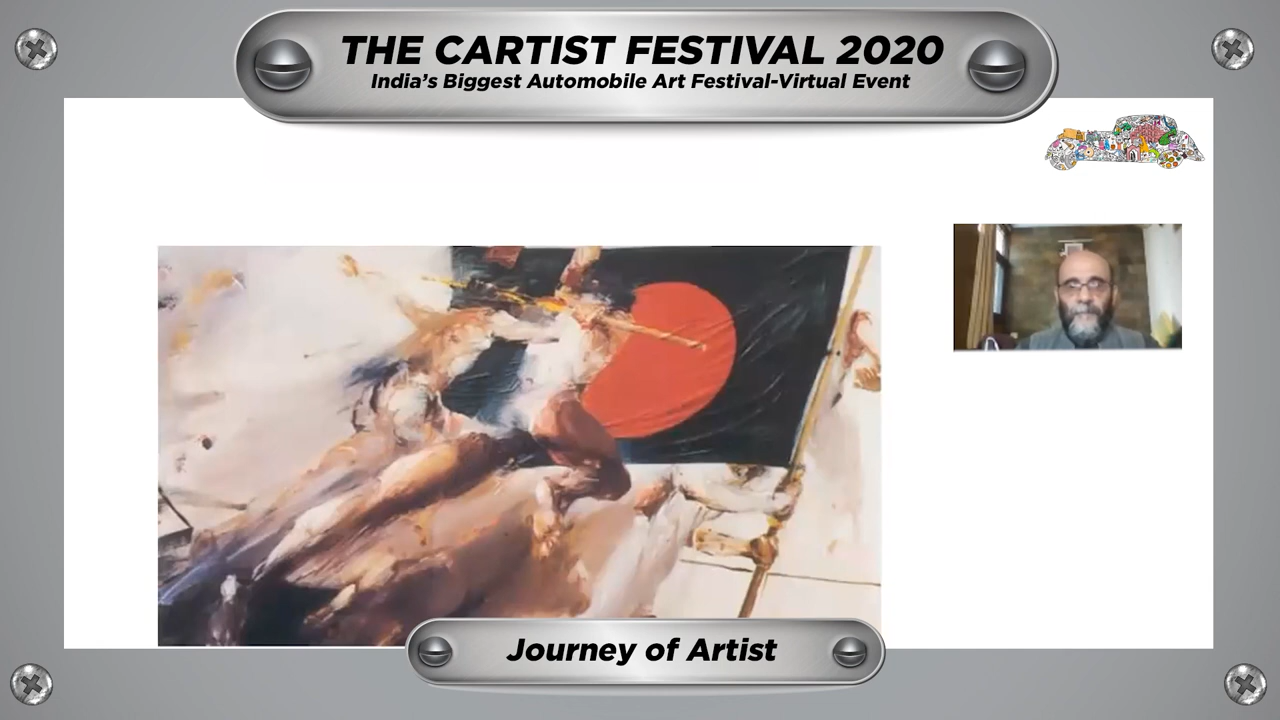 THE CARTIST FESTIVAL 2020
India's Biggest Automobile Art Festival-Virtual Event
Journey of Artist